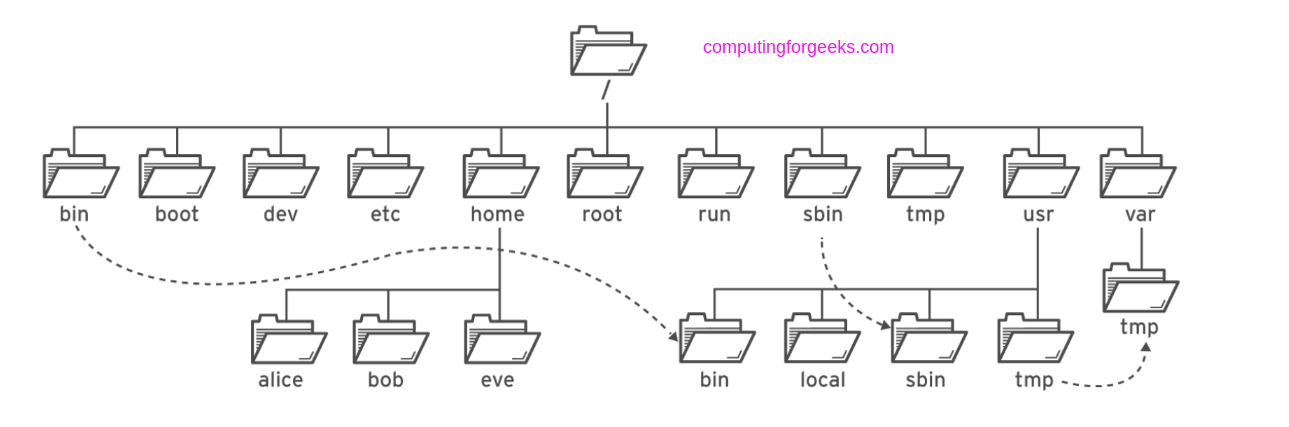 computingforgeeks.com
/
bin boot dev etc home root run sbin tmp usr var
tmp
alice bob eve bin local sbin tmp